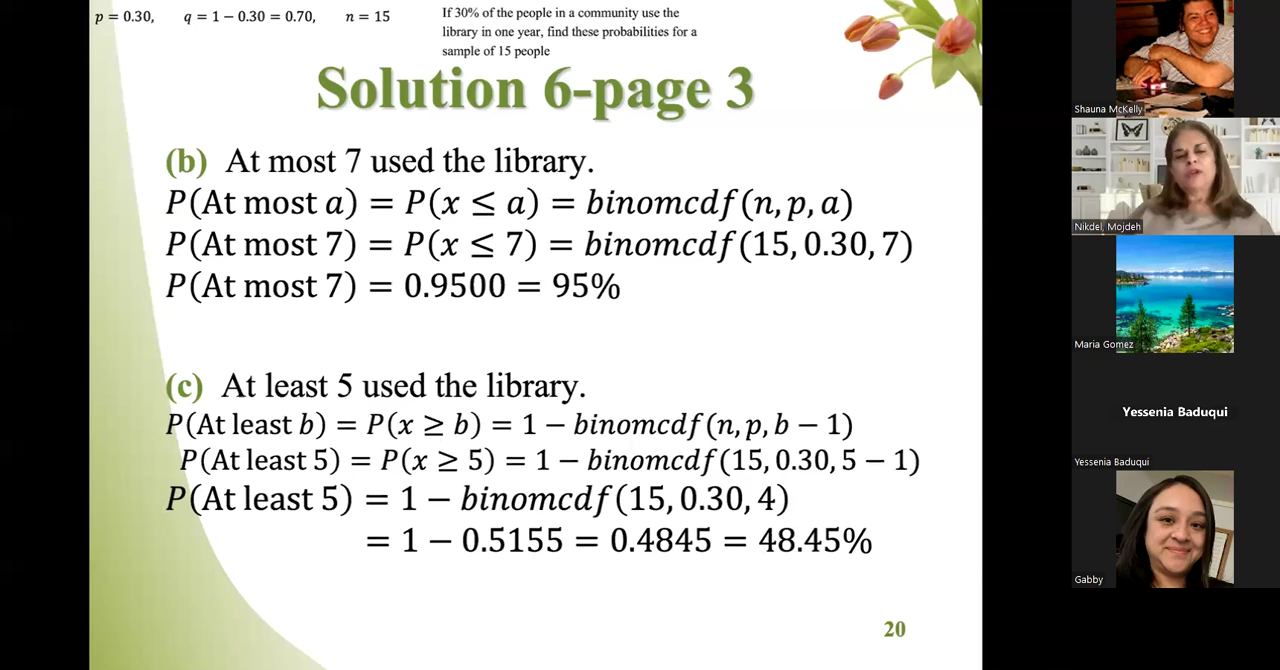 p = 0.30,   q = 1 − 0.30 = 0.70,   n = 15
If 30% of the people in a community use the
library in one year, find these probabilities for a
sample of 15 people
Solution 6-page 3
(b) At most 7 used the library.
P(At most a) = P(x ≤ a) = binomcdf(n, p, a)
P(At most 7) = P(x ≤ 7) = binomcdf(15, 0.30, 7)
P(At most 7) = 0.9500 = 95%
(c) At least 5 used the library.
P(At least b) = P(x ≥ b) = 1 − binomcdf(n, p, b − 1)
P(At least 5) = P(x ≥ 5) = 1 − binomcdf(15, 0.30, 5 − 1)
P(At least 5) = 1 − binomcdf(15, 0.30, 4)
= 1 − 0.5155 = 0.4845 = 48.45%
20
Shauna McKelly
Nikdel, Mojdeh
Maria Gomez
Yessenia Baduqui
Yessenia Baduqui
Gabby